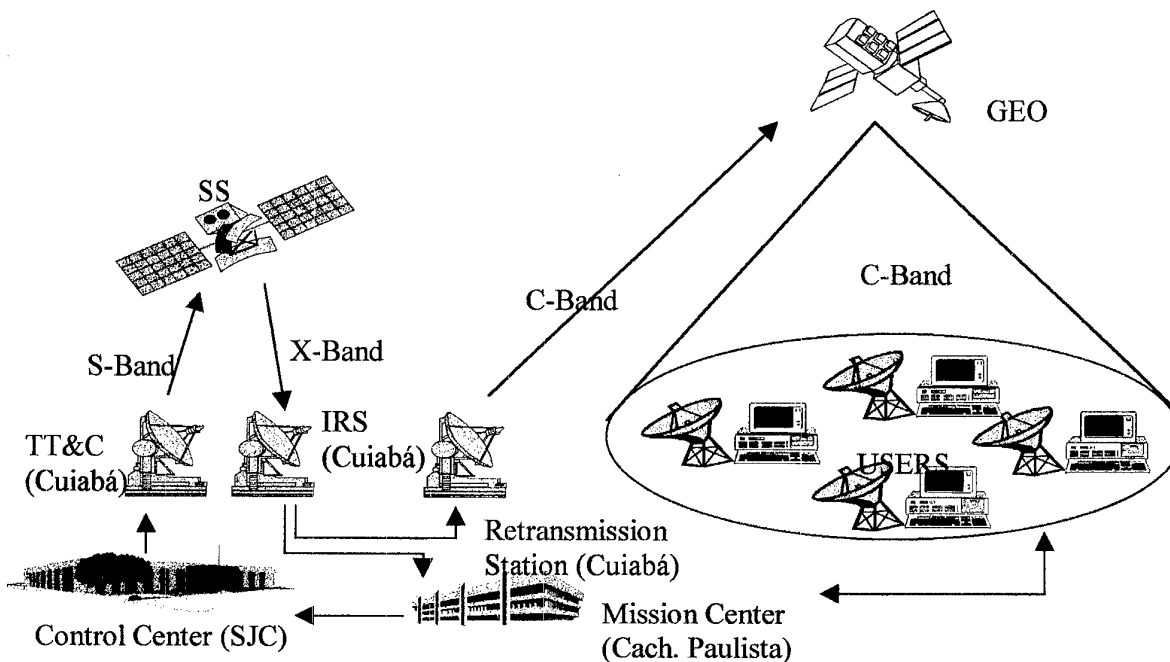 GEO
SS
C-Band
C-Band
X-Band
S-Band
IRS
(Cuiabá)
TT&C
(Cuiabá)
USERS
Retransmission
Station (Cuiabá)
Mission Center
(Cach. Paulista)
Control Center (SJC)